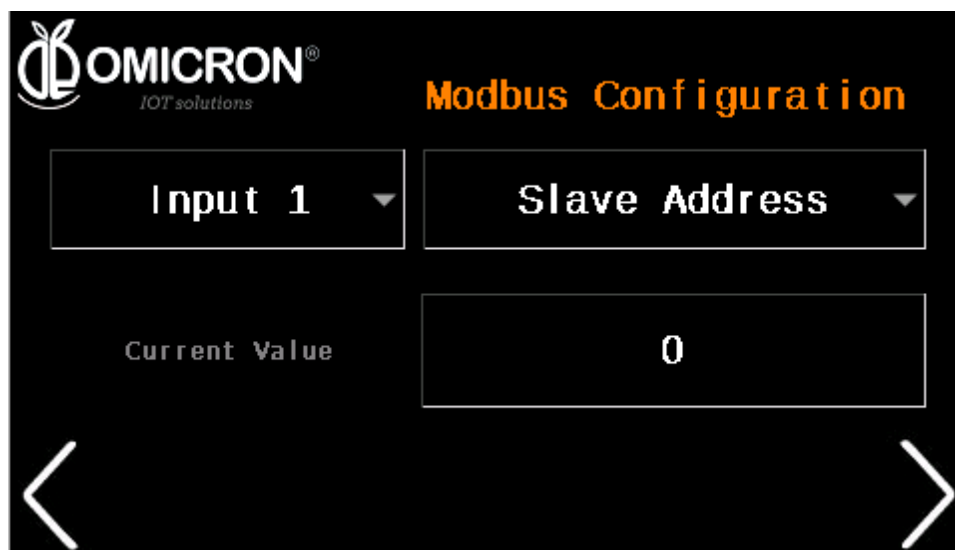 OMICRON®
IOT solutions
Modbus Configuration
Input 1
Slave Address
Current Value
0